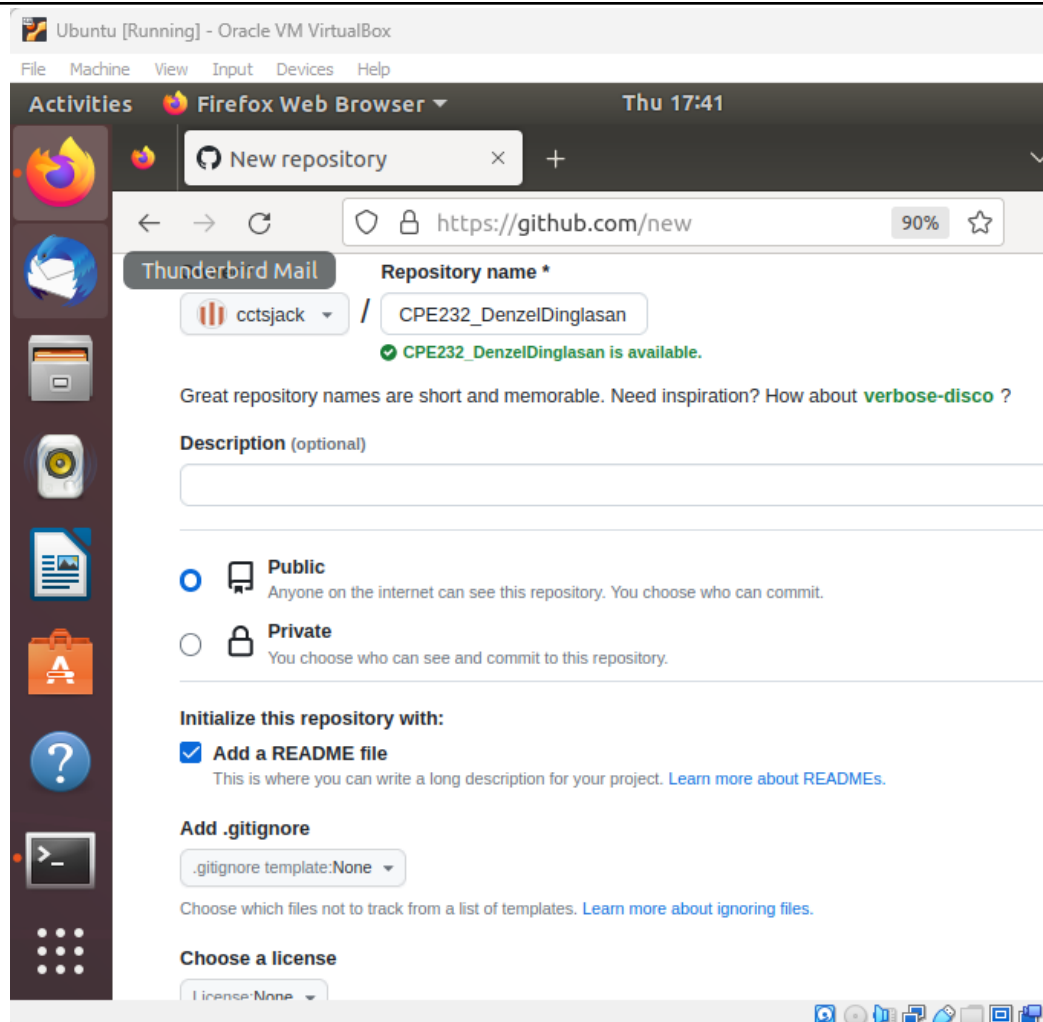 Ubuntu [Running] - Oracle VM VirtualBox
File Machine View Input Devices Help
Activities Firefox Web Browser Thu 17:41
New repository
https://github.com/new 90%
Thunderbird Mail Repository name *
cctsjack / CPE232_DenzelDinglasan
CPE232_DenzelDinglasan is available.
Great repository names are short and memorable. Need inspiration? How about verbose-disco ?
Description (optional)
Public
Anyone on the internet can see this repository. You choose who can commit.
Private
You choose who can see and commit to this repository.
Initialize this repository with:
Add a README file
This is where you can write a long description for your project. Learn more about READMEs.
Add .gitignore
.gitignore template:None
Choose which files not to track from a list of templates. Learn more about ignoring files.
Choose a license
License:None